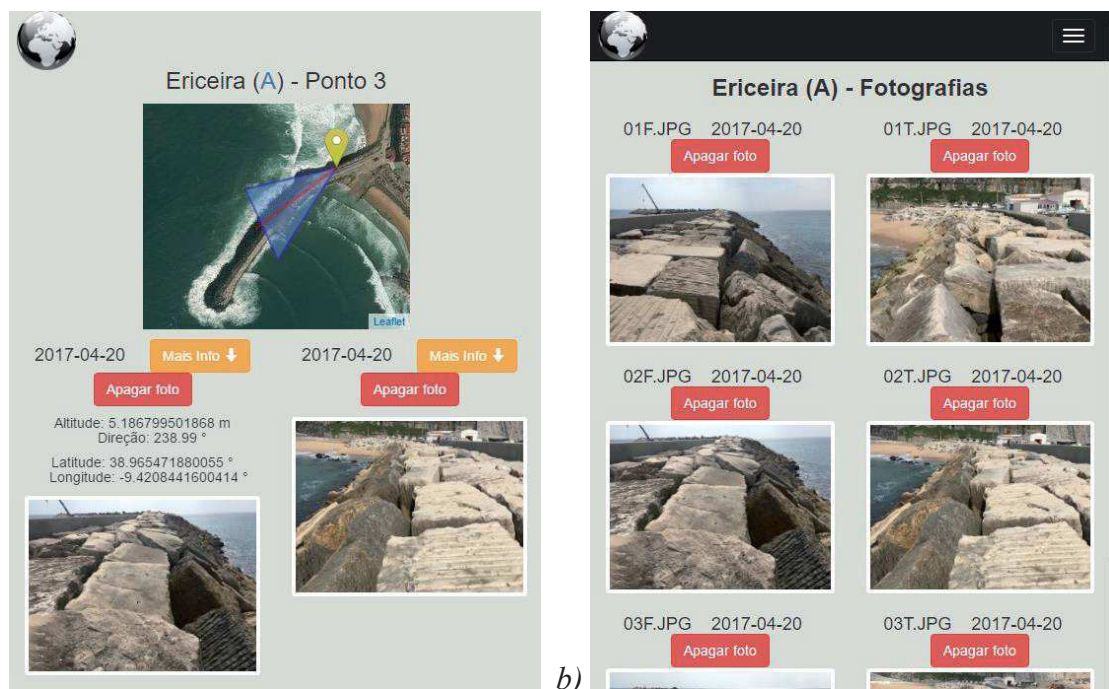 Ericeira (A) - Ponto 3
Leaflet
2017-04-20 Mais Info 2017-04-20 Mais Info
Apagar foto Apagar foto
Altitude: 5.186799501868 m
Direção: 238.99 °
Latitude: 38.965471880055 °
Longitude: -9.4208441600414 °
b)
Ericeira (A) - Fotografias
01F.JPG 2017-04-20 01T.JPG 2017-04-20
Apagar foto Apagar foto
02F.JPG 2017-04-20 02T.JPG 2017-04-20
Apagar foto Apagar foto
03F.JPG 2017-04-20 03T.JPG 2017-04-20
Apagar foto Apagar foto